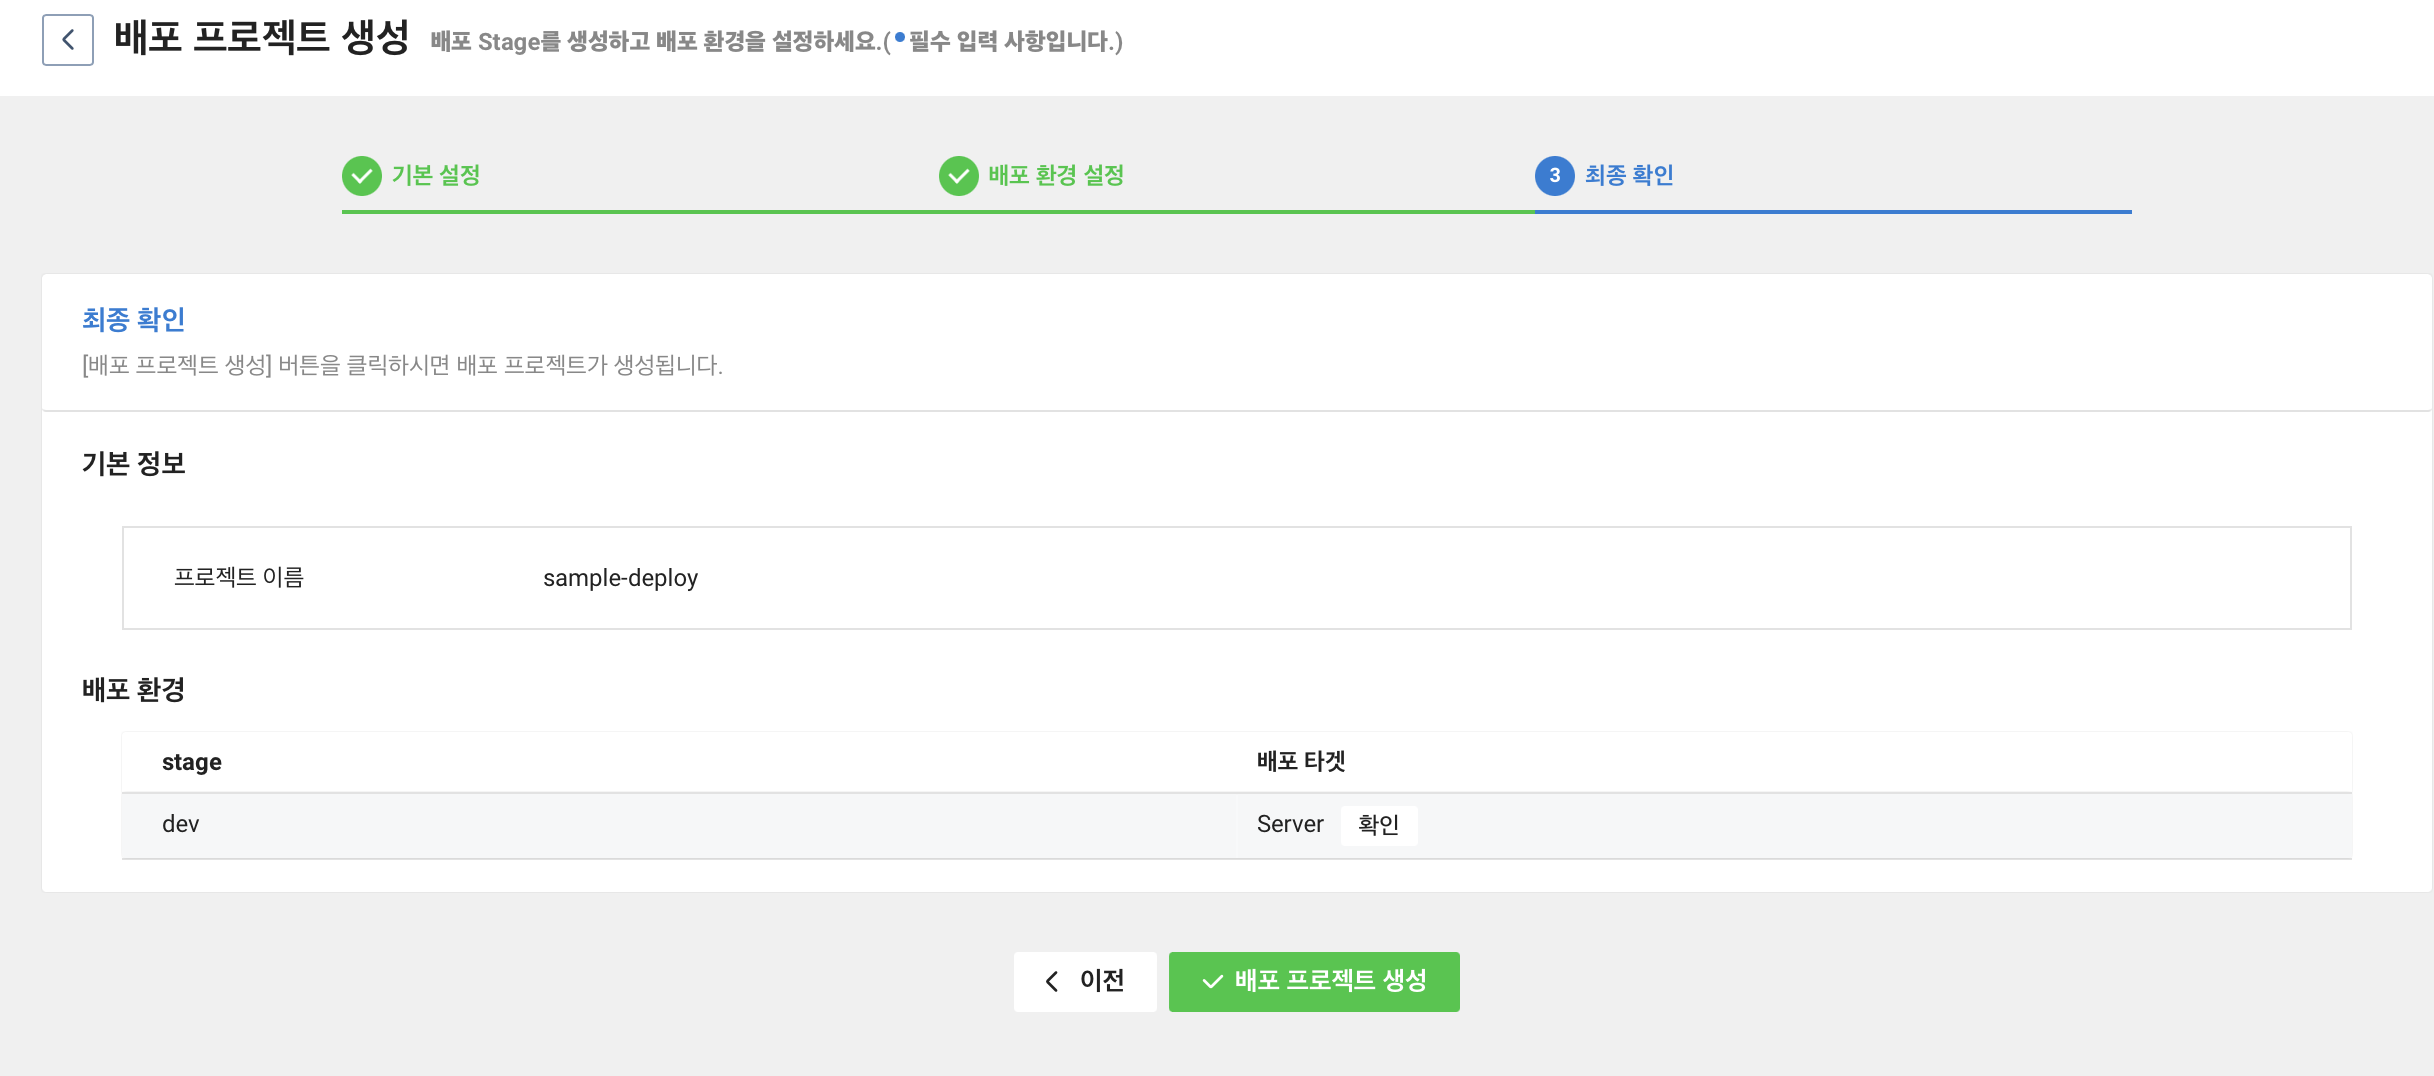 배포 프로젝트 생성 배포 Stage를 생성하고 배포 환경을 설정하세요.(•필수 입력 사항입니다.)
기본 설정 배포 환경 설정 3 최종 확인
최종 확인
[배포 프로젝트 생성] 버튼을 클릭하시면 배포 프로젝트가 생성됩니다.
기본 정보
프로젝트 이름 sample-deploy
배포 환경
stage 배포 타겟
dev Server 확인
이전 배포 프로젝트 생성